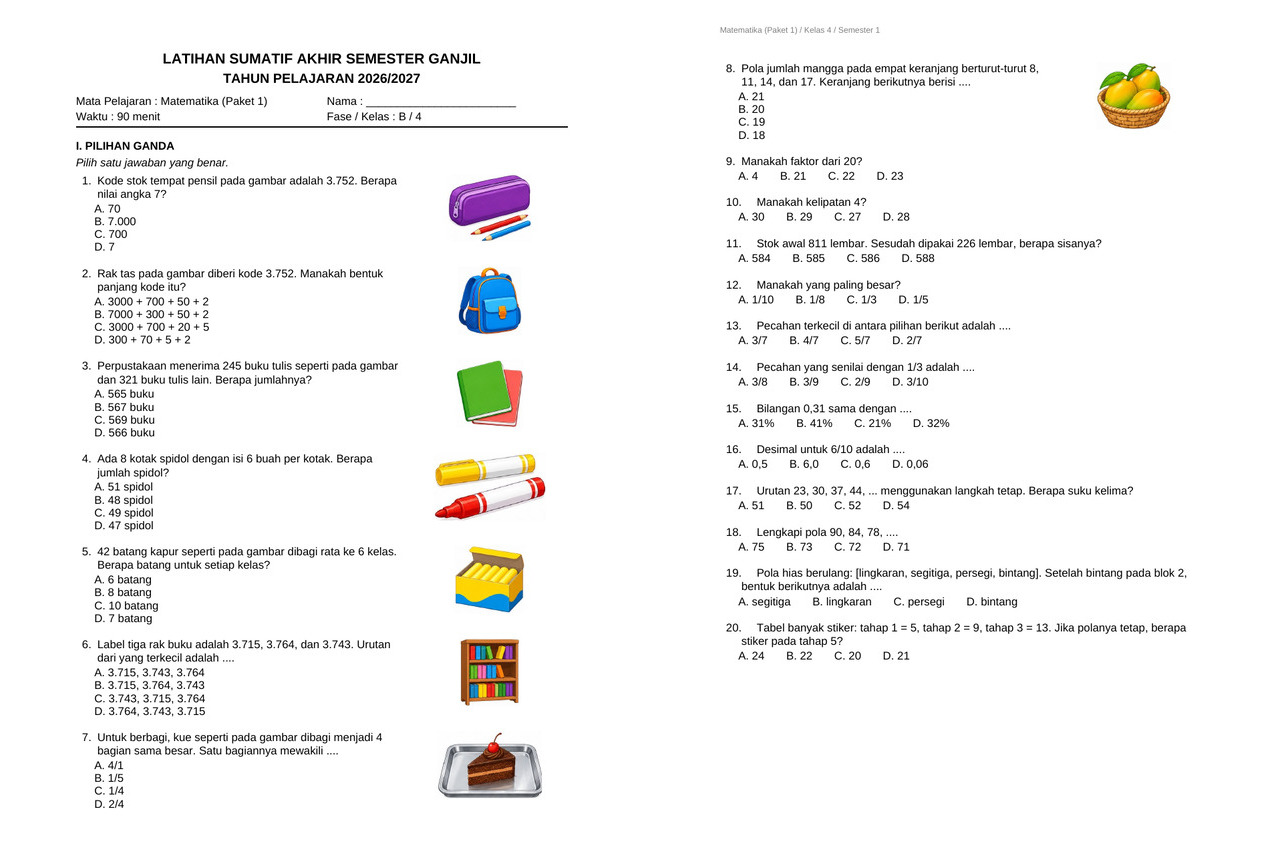 LATIHAN SUMATIF AKHIR SEMESTER GANJIL
TAHUN PELAJARAN 2026/2027
Mata Pelajaran : Matematika (Paket 1) Nama : _________________________
Waktu : 90 menit Fase / Kelas : B / 4
I. PILIHAN GANDA
Pilih satu jawaban yang benar.
1. Kode stok tempat pensil pada gambar adalah 3.752. Berapa
nilai angka 7?
A. 70
B. 7.000
C. 700
D. 7
2. Rak tas pada gambar diberi kode 3.752. Manakah bentuk
panjang kode itu?
A. 3000 + 700 + 50 + 2
B. 7000 + 300 + 50 + 2
C. 3000 + 700 + 20 + 5
D. 300 + 70 + 5 + 2
3. Perpustakaan menerima 245 buku tulis seperti pada gambar
dan 321 buku tulis lain. Berapa jumlahnya?
A. 565 buku
B. 567 buku
C. 569 buku
D. 566 buku
4. Ada 8 kotak spidol dengan isi 6 buah per kotak. Berapa
jumlah spidol?
A. 51 spidol
B. 48 spidol
C. 49 spidol
D. 47 spidol
5. 42 batang kapur seperti pada gambar dibagi rata ke 6 kelas.
Berapa batang untuk setiap kelas?
A. 6 batang
B. 8 batang
C. 10 batang
D. 7 batang
6. Label tiga rak buku adalah 3.715, 3.764, dan 3.743. Urutan
dari yang terkecil adalah ....
A. 3.715, 3.743, 3.764
B. 3.715, 3.764, 3.743
C. 3.743, 3.715, 3.764
D. 3.764, 3.743, 3.715
7. Untuk berbagi, kue seperti pada gambar dibagi menjadi 4
bagian sama besar. Satu bagiannya mewakili ....
A. 4/1
B. 1/5
C. 1/4
D. 2/4
Matematika (Paket 1) / Kelas 4 / Semester 1
8. Pola jumlah mangga pada empat keranjang berturut-turut 8,
11, 14, dan 17. Keranjang berikutnya berisi ....
A. 21
B. 20
C. 19
D. 18
9. Manakah faktor dari 20?
A. 4 B. 21 C. 22 D. 23
10. Manakah kelipatan 4?
A. 30 B. 29 C. 27 D. 28
11. Stok awal 811 lembar. Sesudah dipakai 226 lembar, berapa sisanya?
A. 584 B. 585 C. 586 D. 588
12. Manakah yang paling besar?
A. 1/10 B. 1/8 C. 1/3 D. 1/5
13. Pecahan terkecil di antara pilihan berikut adalah ....
A. 3/7 B. 4/7 C. 5/7 D. 2/7
14. Pecahan yang senilai dengan 1/3 adalah ....
A. 3/8 B. 3/9 C. 2/9 D. 3/10
15. Bilangan 0,31 sama dengan ....
A. 31% B. 41% C. 21% D. 32%
16. Desimal untuk 6/10 adalah ....
A. 0,5 B. 6,0 C. 0,6 D. 0,06
17. Urutan 23, 30, 37, 44, ... menggunakan langkah tetap. Berapa suku kelima?
A. 51 B. 50 C. 52 D. 54
18. Lengkapi pola 90, 84, 78, ....
A. 75 B. 73 C. 72 D. 71
19. Pola hias berulang: [lingkaran, segitiga, persegi, bintang]. Setelah bintang pada blok 2,
bentuk berikutnya adalah ....
A. segitiga B. lingkaran C. persegi D. bintang
20. Tabel banyak stiker: tahap 1 = 5, tahap 2 = 9, tahap 3 = 13. Jika polanya tetap, berapa
stiker pada tahap 5?
A. 24 B. 22 C. 20 D. 21